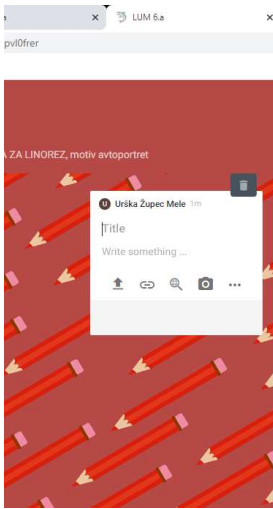 LUM 6.a
pvl0frer
A ZA LINOREZ, motiv avtoportret
U Urška Župec Mele 1m
Title
Write something ...